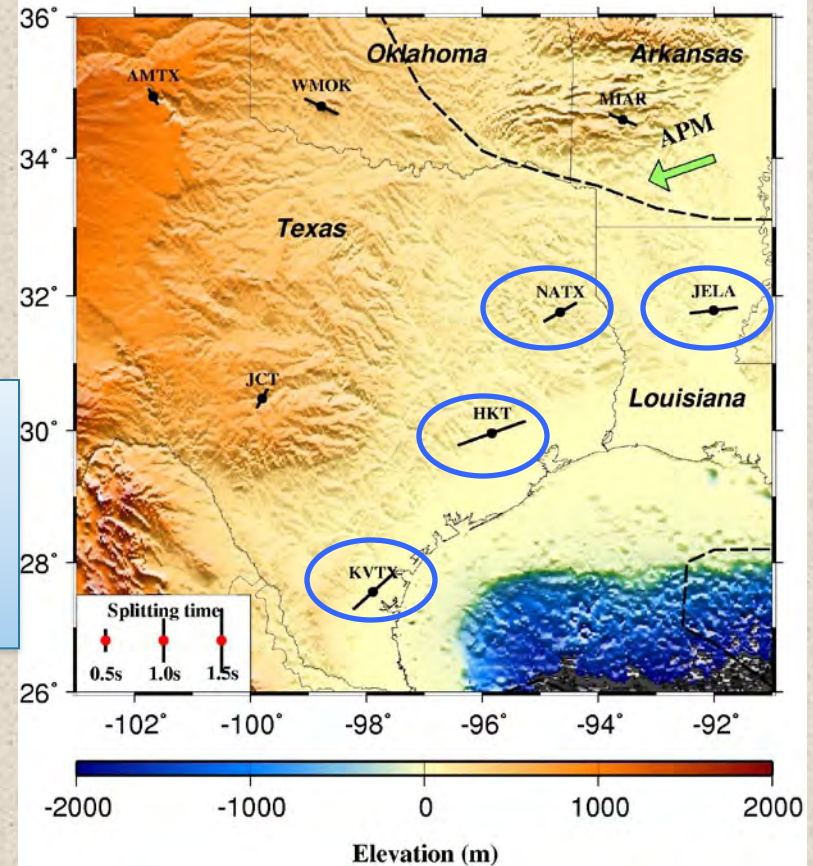 36°
34°
32°
30°
28°
26°
Oklahoma
Arkansas
AMTX
WMOK
MIAR
APM
Texas
NATX
JELA
JCT
HKT
Louisiana
KVTX
Splitting time
0.5s 1.0s 1.5s
-102° -100° -98° -96° -94° -92°
-2000 -1000 0 1000 2000
Elevation (m)